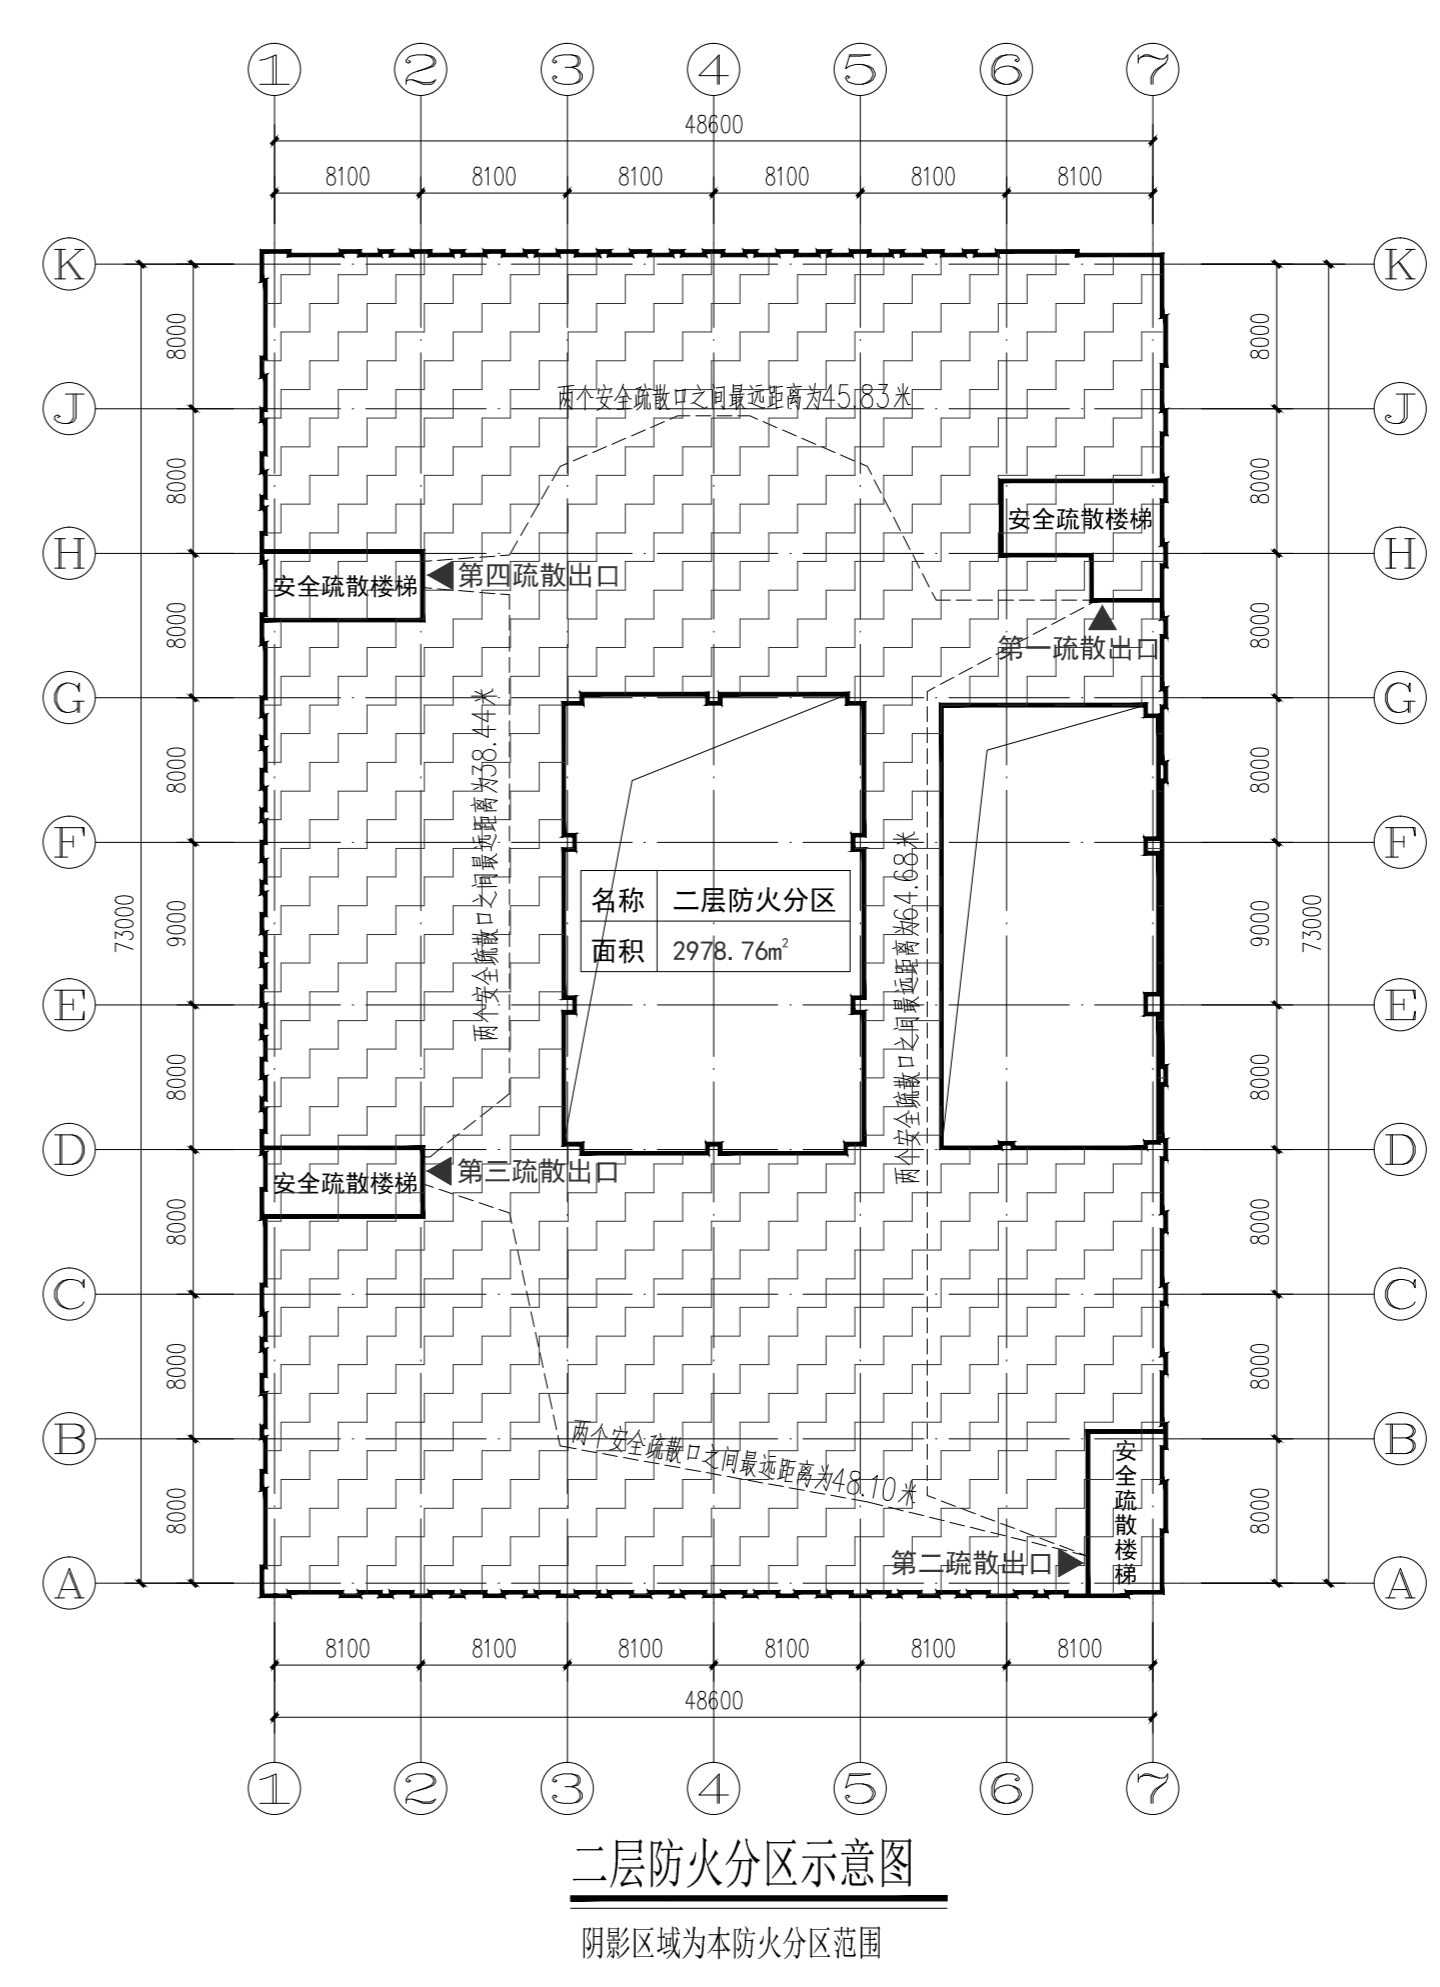 1 2 3 4 5 6 7
48600
8100 8100 8100 8100 8100 8100
K K
8000 8000
J J
两个安全疏散口之间最远距离为45.83米
8000 8000
安全疏散楼梯
H H
安全疏散楼梯
第四疏散出口
8000 8000
第一疏散出口
G G
两个安全疏散口之间最远距离为38.44米
8000 8000
F F
两个安全疏散口之间最远距离为64.68米
名称 二层防火分区
73000 9000 9000 73000
面积 2978.76m²
E E
8000 8000
D D
安全疏散楼梯
第三疏散出口
8000 8000
C C
8000 8000
B B
两个安全疏散口之间最远距离为48.10米
安全疏散楼梯
8000 8000
第二疏散出口
A A
8100 8100 8100 8100 8100 8100
48600
1 2 3 4 5 6 7
二层防火分区示意图
阴影区域为本防火分区范围